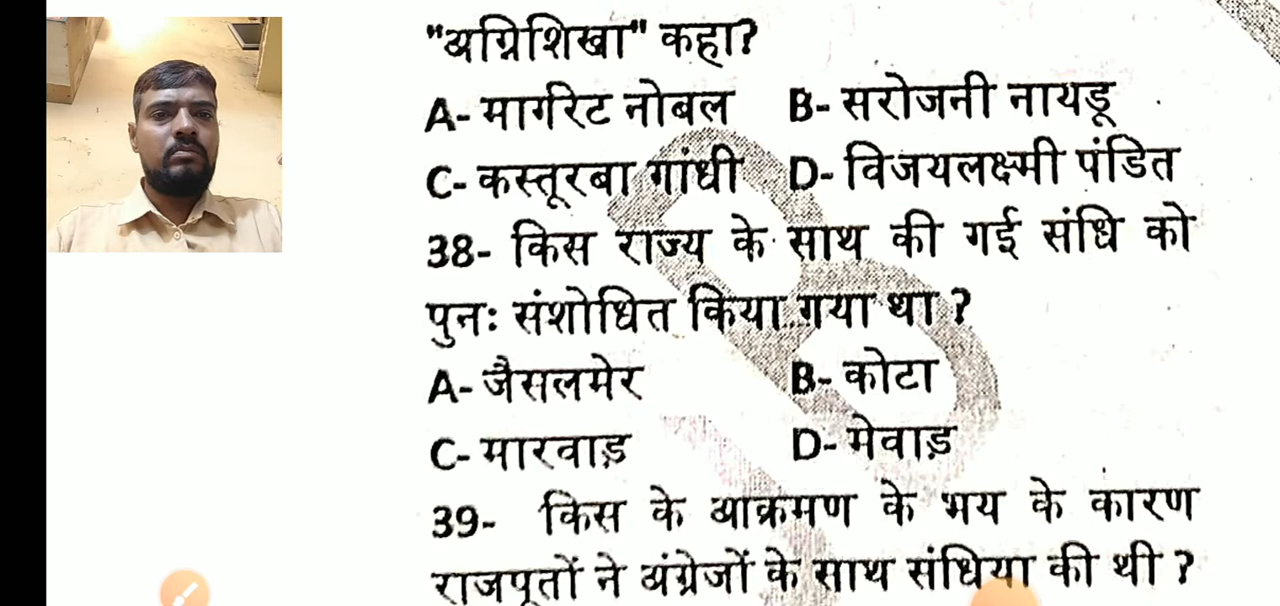 "अग्निशिखा" कहा?
A- मार्गरेट नोबल B- सरोजनी नायडू
C- कस्तूरबा गांधी D- विजयलक्ष्मी पंडित
38- किस राज्य के साथ की गई संधि को
पुनः संशोधित किया गया था ?
A- जैसलमेर B- कोटा
C- मारवाड़ D- मेवाड़
39- किस के आक्रमण के भय के कारण
राजपूतों ने अंग्रेजों के साथ संधिया की थी ?